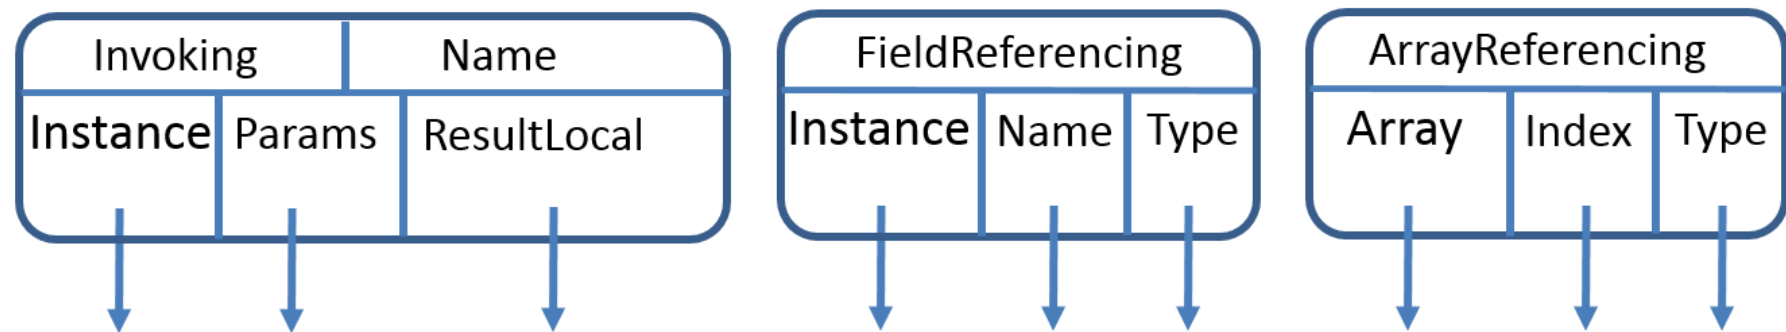 Invoking Name
Instance Params ResultLocal
FieldReferencing
Instance Name Type
ArrayReferencing
Array Index Type